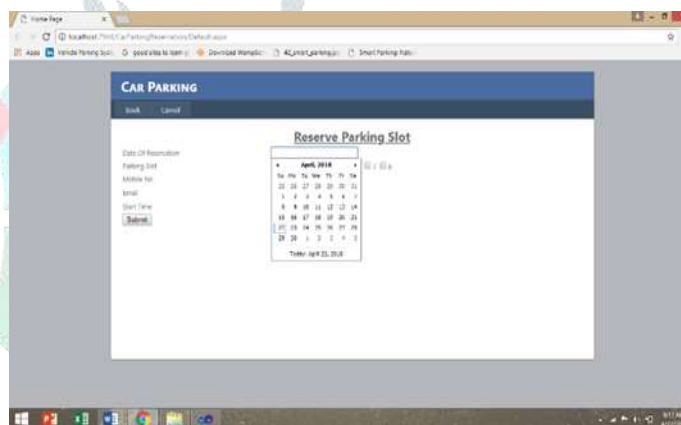 Home Page
Apps
CAR PARKING
Book Cancel
Reserve Parking Slot
Date Of Reservation
Parking Slot
Mobile No
Email
Start Time
Submit
April, 2018
Su Mo Tu We Th Fr Sa
25 26 27 28 29 30 31
1 2 3 4 5 6 7
8 9 10 11 12 13 14
15 16 17 18 19 20 21
22 23 24 25 26 27 28
29 30 1 2 3 4 5
Today: April 22, 2018